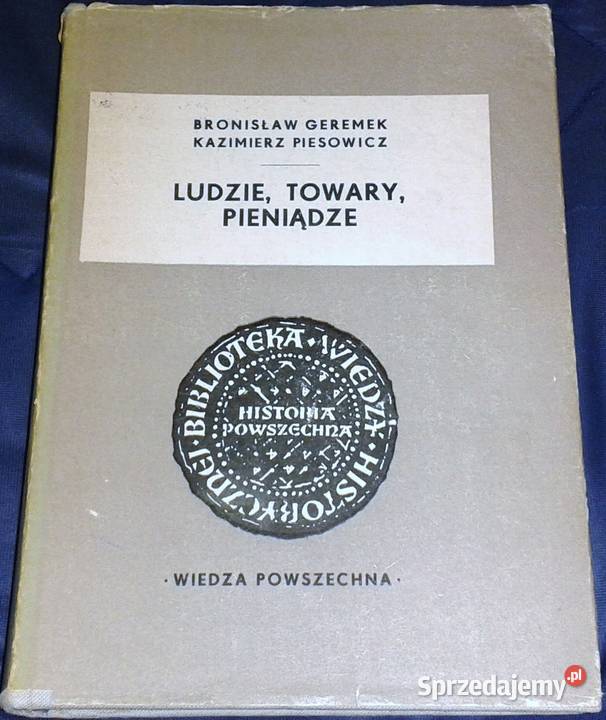 BRONISŁAW GEREMEK
KAZIMIERZ PIESOWICZ
LUDZIE, TOWARY,
PIENIĄDZE
BIBLIOTEKA · WIEDZY · HISTORYCZNEJ ·
HISTORIA
POWSZECHNA
· WIEDZA POWSZECHNA ·
Sprzedajemy.pl